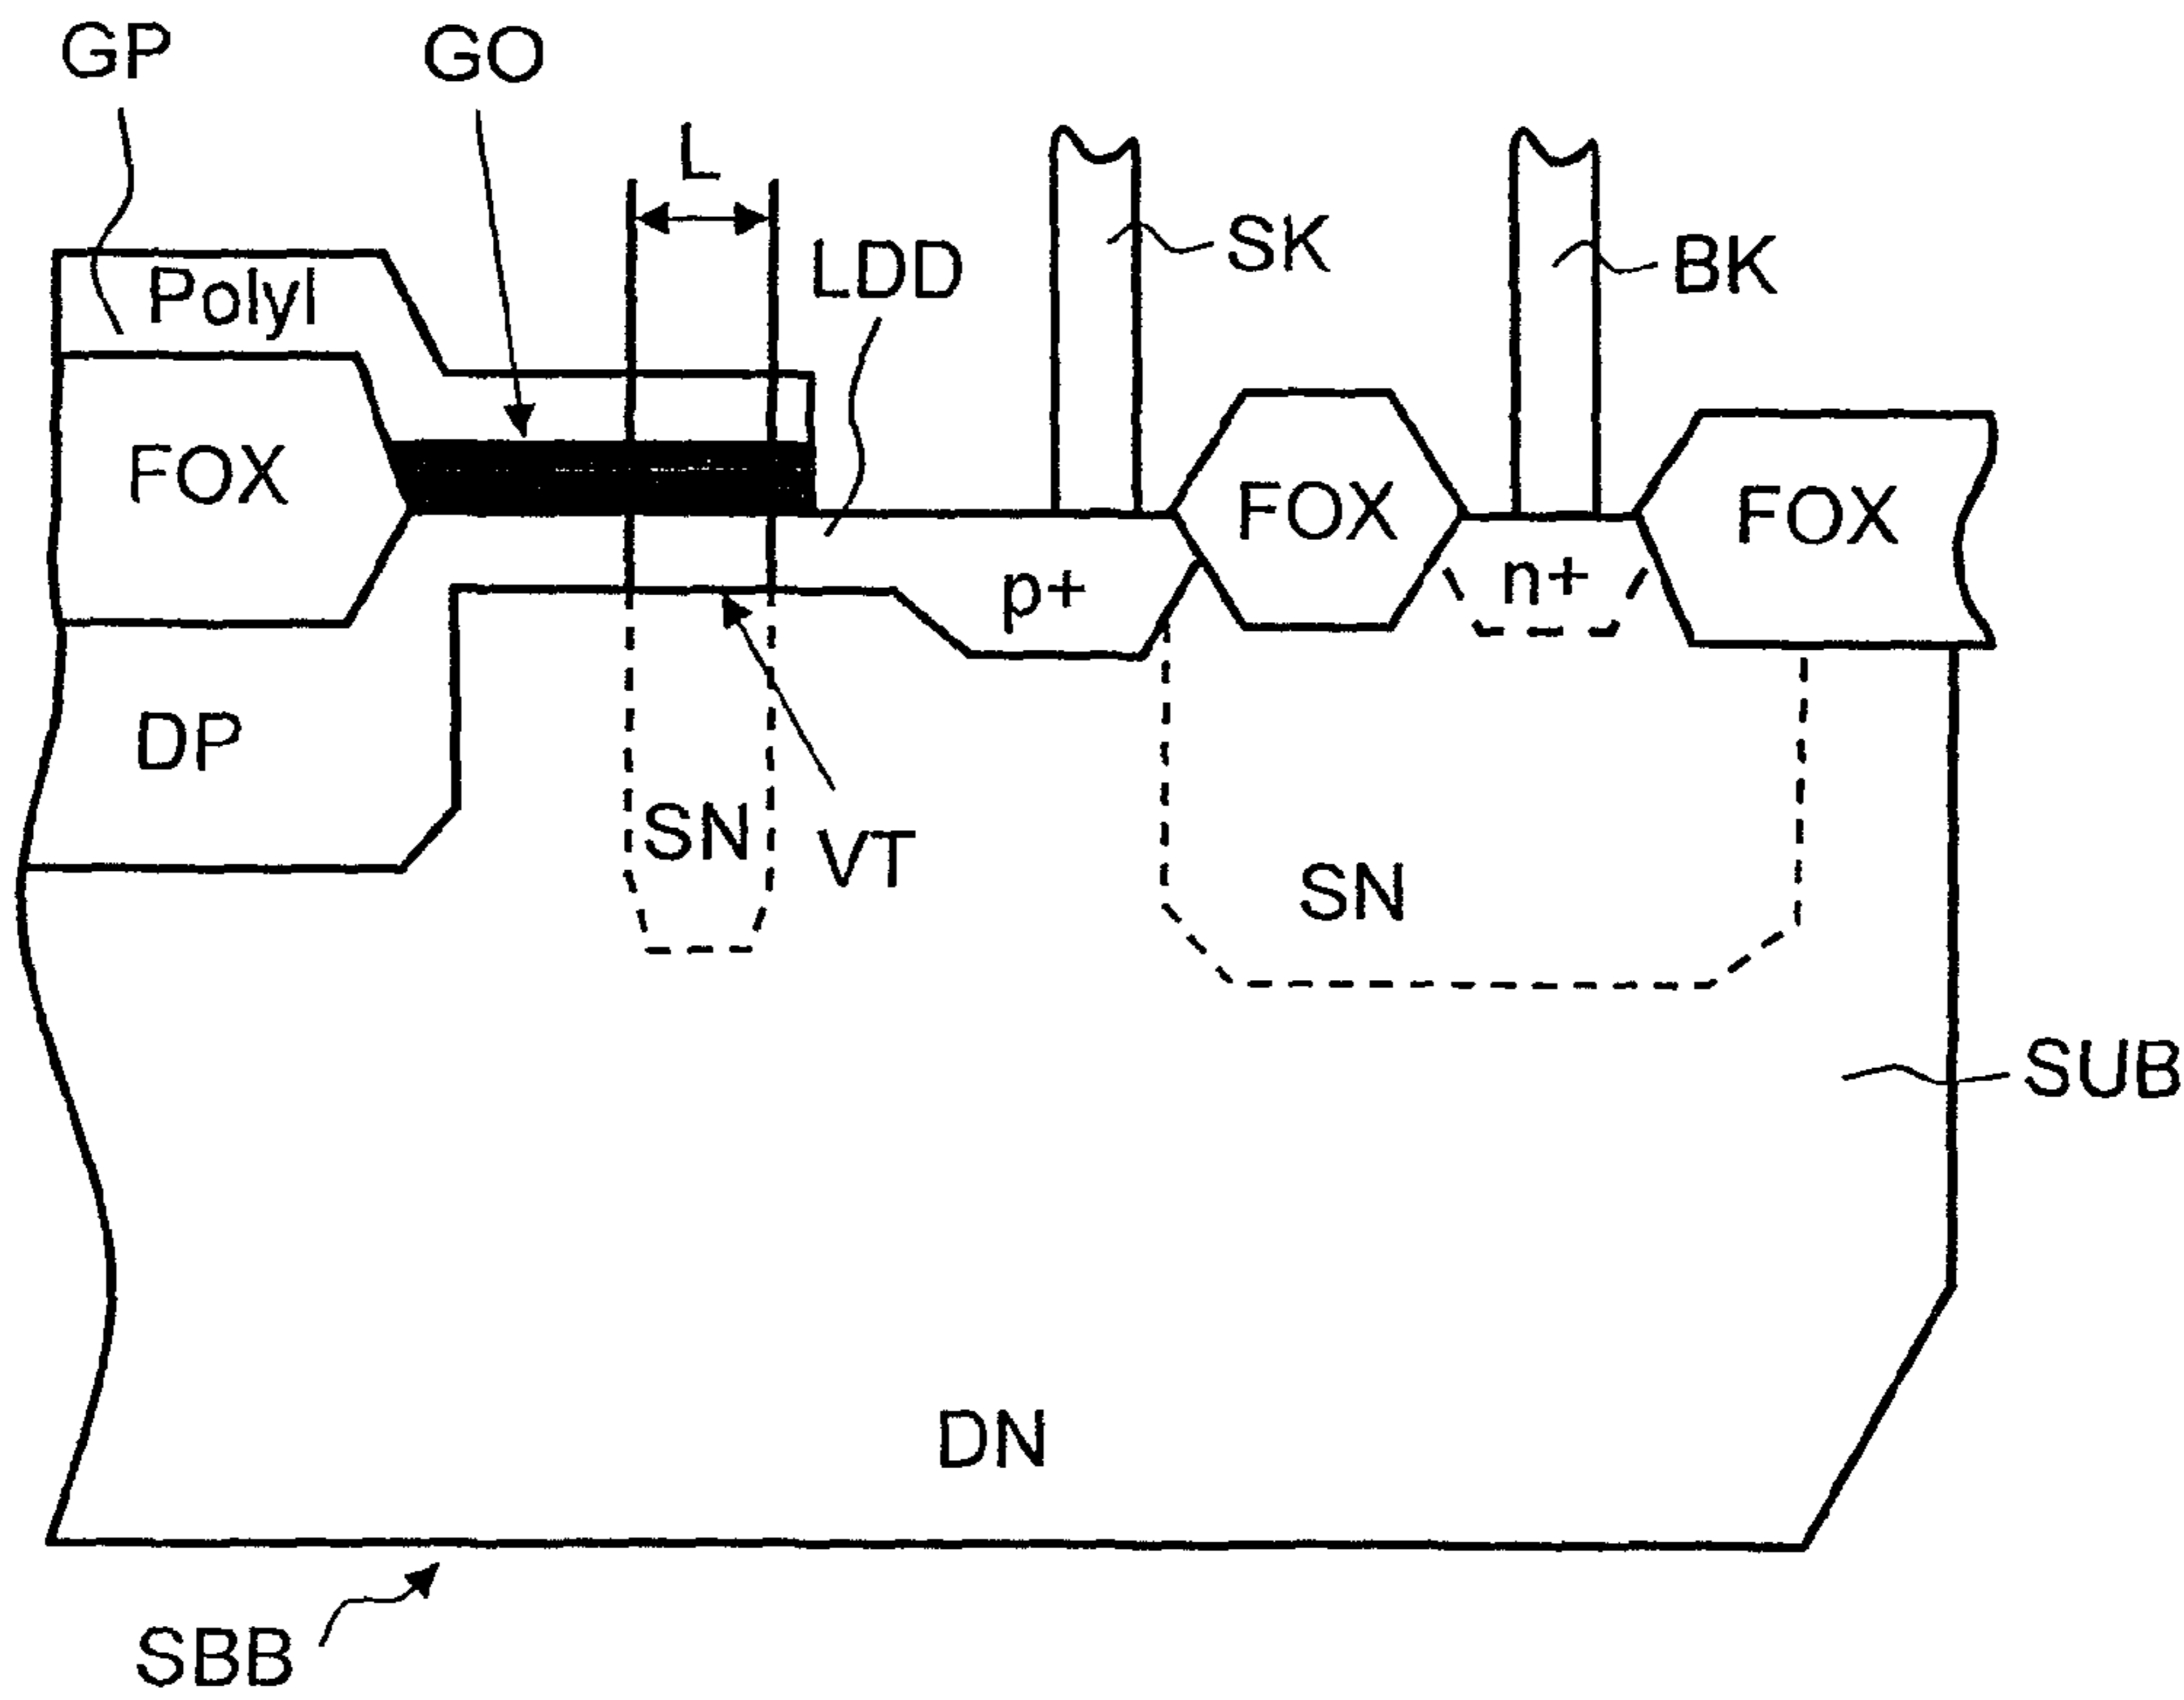 GP
GO
L
SK
BK
LDD
Polyl
FOX
FOX
FOX
p+
n+
DP
SN
VT
SN
SUB
DN
SBB